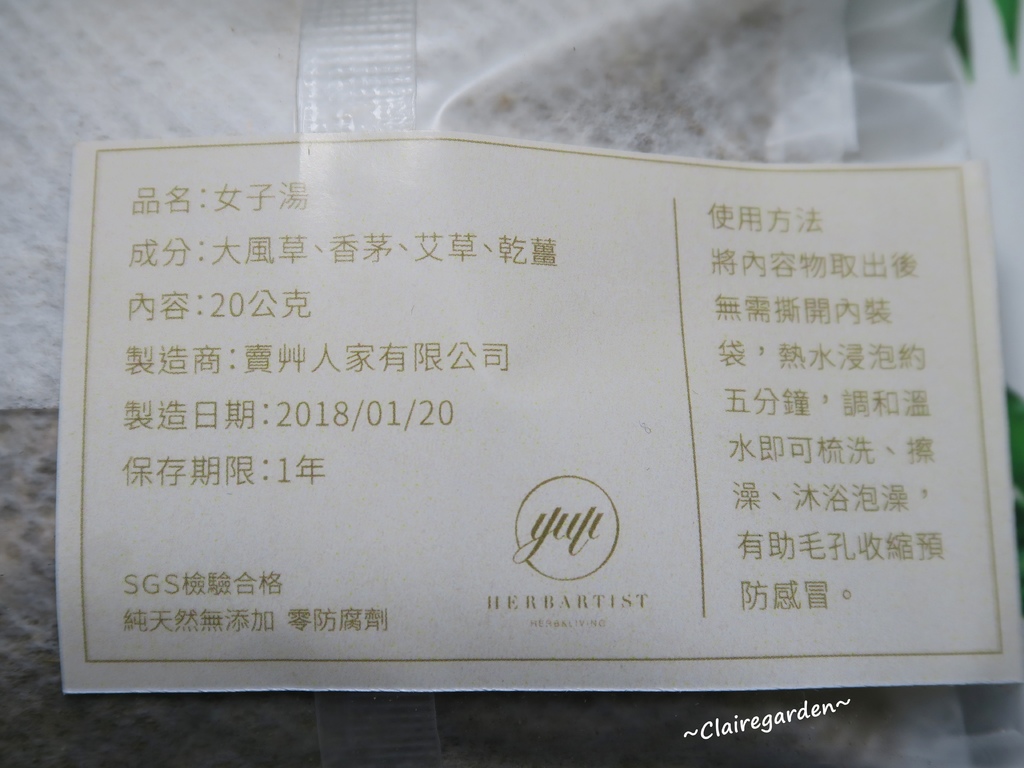 品名：女子湯
成分：大風草、香茅、艾草、乾薑
內容：20公克
製造商：賣艸人家有限公司
製造日期：2018/01/20
保存期限：1年
SGS檢驗合格
純天然無添加 零防腐劑
yuyu
HERBARTIST
HERBALIVING
使用方法
將內容物取出後
無需撕開內裝
袋，熱水浸泡約
五分鐘，調和溫
水即可梳洗、擦
澡、沐浴泡澡，
有助毛孔收縮預
防感冒。
~Clairegarden~